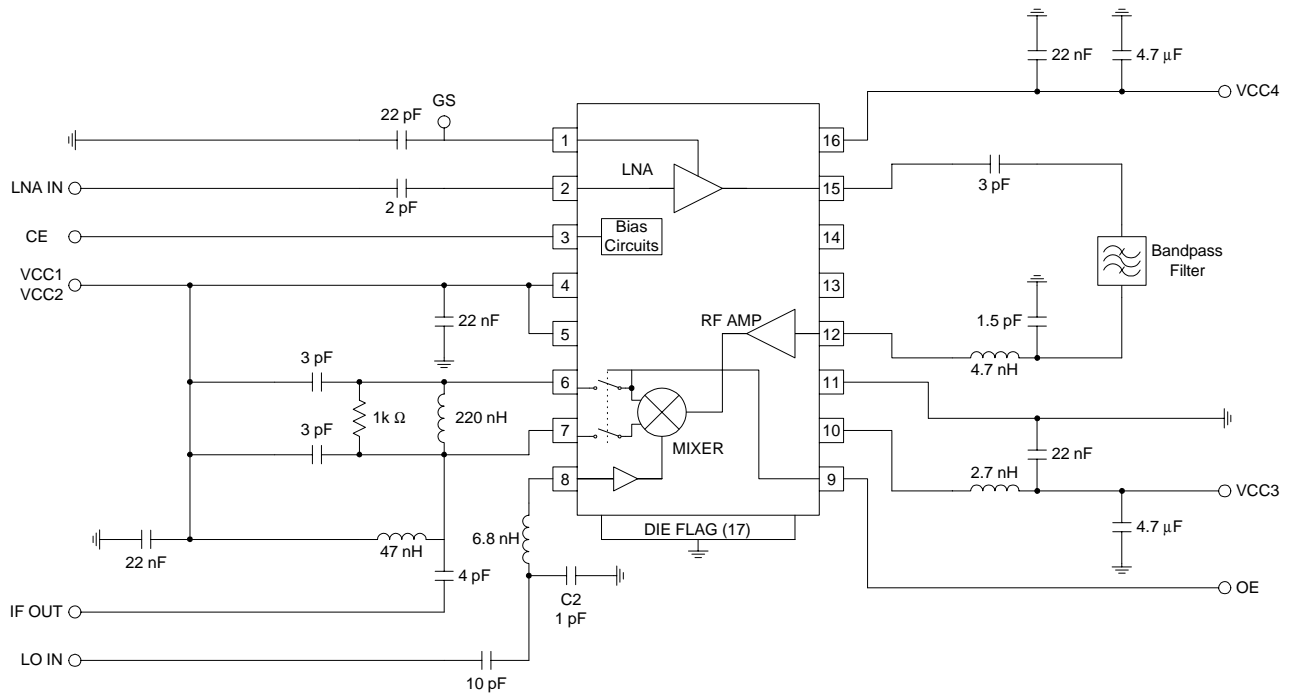 22 nF
4.7 μF
VCC4
GS
22 pF
1
16
LNA
LNA IN
2 pF
2
15
3 pF
CE
3
Bias
Circuits
14
Bandpass
Filter
VCC1
VCC2
4
13
22 nF
5
RF AMP
12
1.5 pF
4.7 nH
3 pF
6
11
1k Ω
220 nH
3 pF
7
MIXER
10
22 nF
2.7 nH
8
9
VCC3
4.7 μF
DIE FLAG (17)
6.8 nH
22 nF
47 nH
4 pF
C2
1 pF
OE
IF OUT
LO IN
10 pF